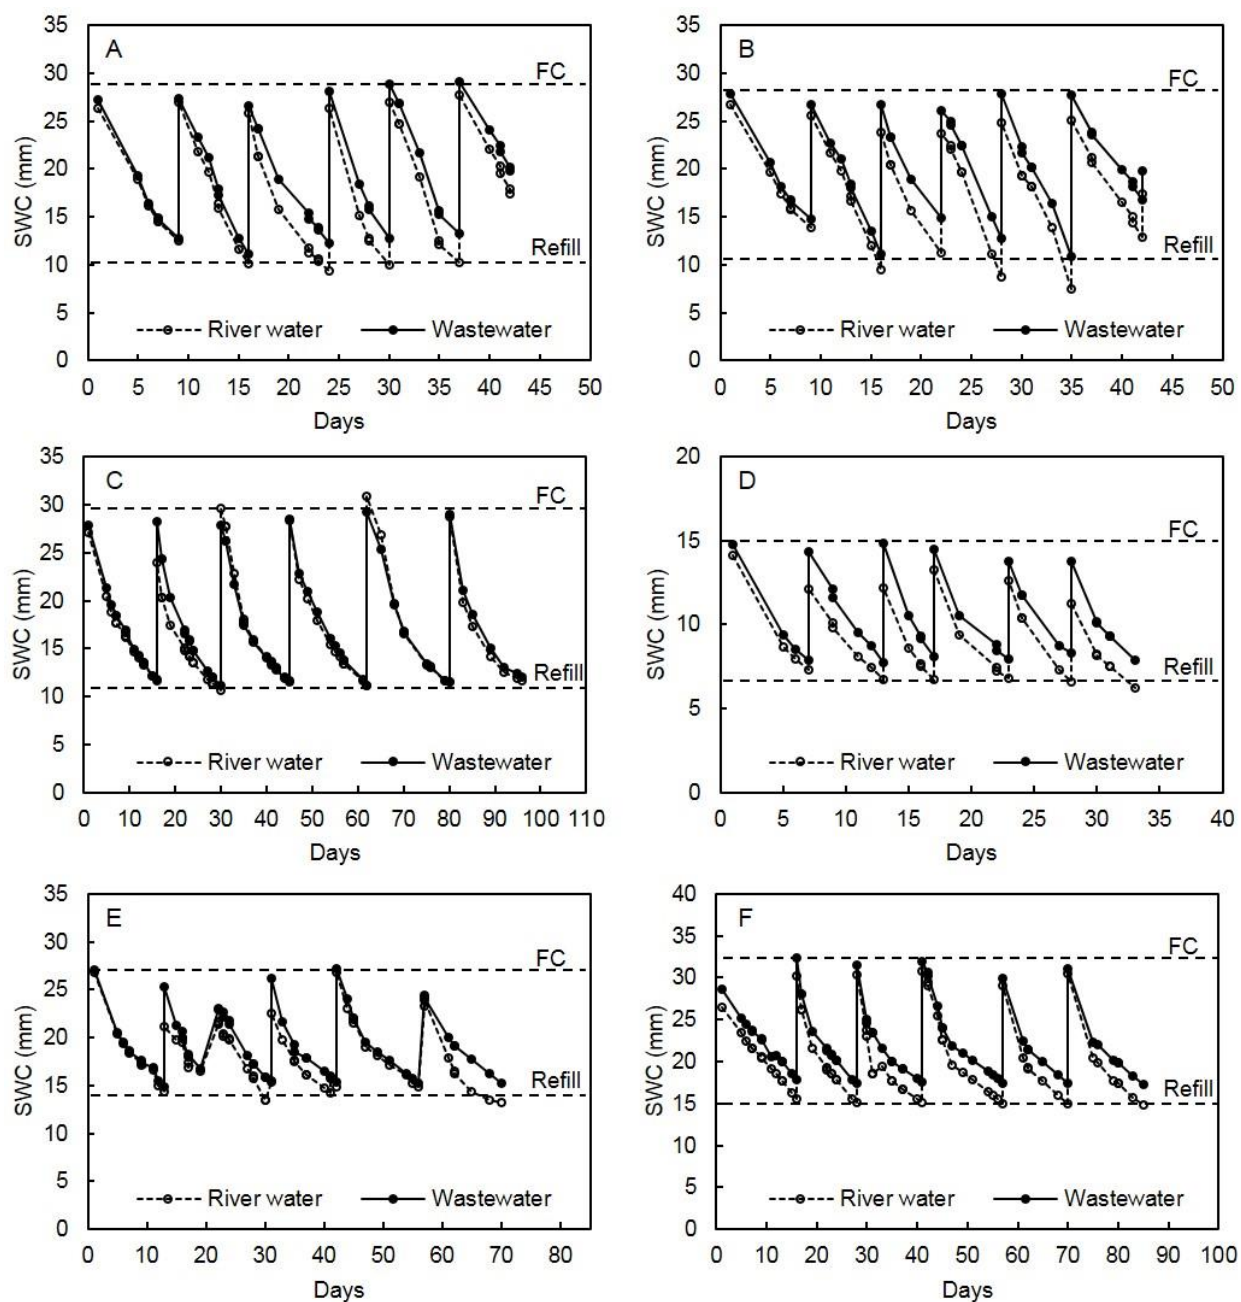 A
35
30
25
20
15
10
5
0
SWC (mm)
FC
Refill
River water
Wastewater
0 5 10 15 20 25 30 35 40 45 50
Days
B
35
30
25
20
15
10
5
0
SWC (mm)
FC
Refill
River water
Wastewater
0 5 10 15 20 25 30 35 40 45 50
Days
C
35
30
25
20
15
10
5
0
SWC (mm)
FC
Refill
River water
Wastewater
0 10 20 30 40 50 60 70 80 90 100 110
Days
D
20
15
10
5
0
SWC (mm)
FC
Refill
River water
Wastewater
0 5 10 15 20 25 30 35 40
Days
E
35
30
25
20
15
10
5
0
SWC (mm)
FC
Refill
River water
Wastewater
0 10 20 30 40 50 60 70 80
Days
F
40
35
30
25
20
15
10
5
0
SWC (mm)
FC
Refill
River water
Wastewater
0 10 20 30 40 50 60 70 80 90 100
Days